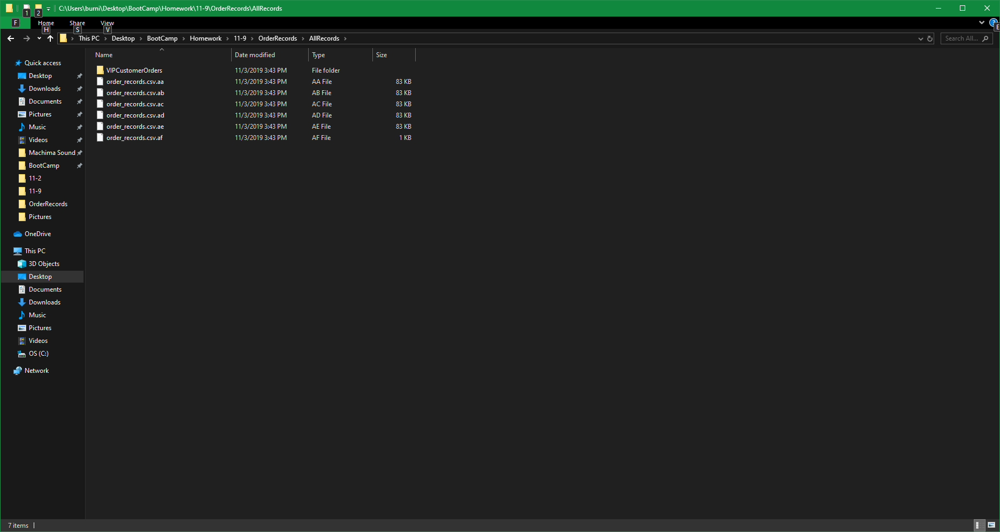 C:\Users\burni\Desktop\BootCamp\Homework\11-9\OrderRecords\AllRecords
1 2
F Home Share View
H S V E
This PC Desktop BootCamp Homework 11-9 OrderRecords AllRecords
Search All...
Name Date modified Type Size
VIPCustomerOrders 11/3/2019 3:43 PM File folder
order_records.csv.aa 11/3/2019 3:43 PM AA File 83 KB
order_records.csv.ab 11/3/2019 3:43 PM AB File 83 KB
order_records.csv.ac 11/3/2019 3:43 PM AC File 83 KB
order_records.csv.ad 11/3/2019 3:43 PM AD File 83 KB
order_records.csv.ae 11/3/2019 3:43 PM AE File 83 KB
order_records.csv.af 11/3/2019 3:43 PM AF File 1 KB
Quick access
Desktop
Downloads
Documents
Pictures
Music
Videos
Machima Sound
BootCamp
11-2
11-9
OrderRecords
Pictures
OneDrive
This PC
3D Objects
Desktop
Documents
Downloads
Music
Pictures
Videos
OS (C:)
Network
7 items